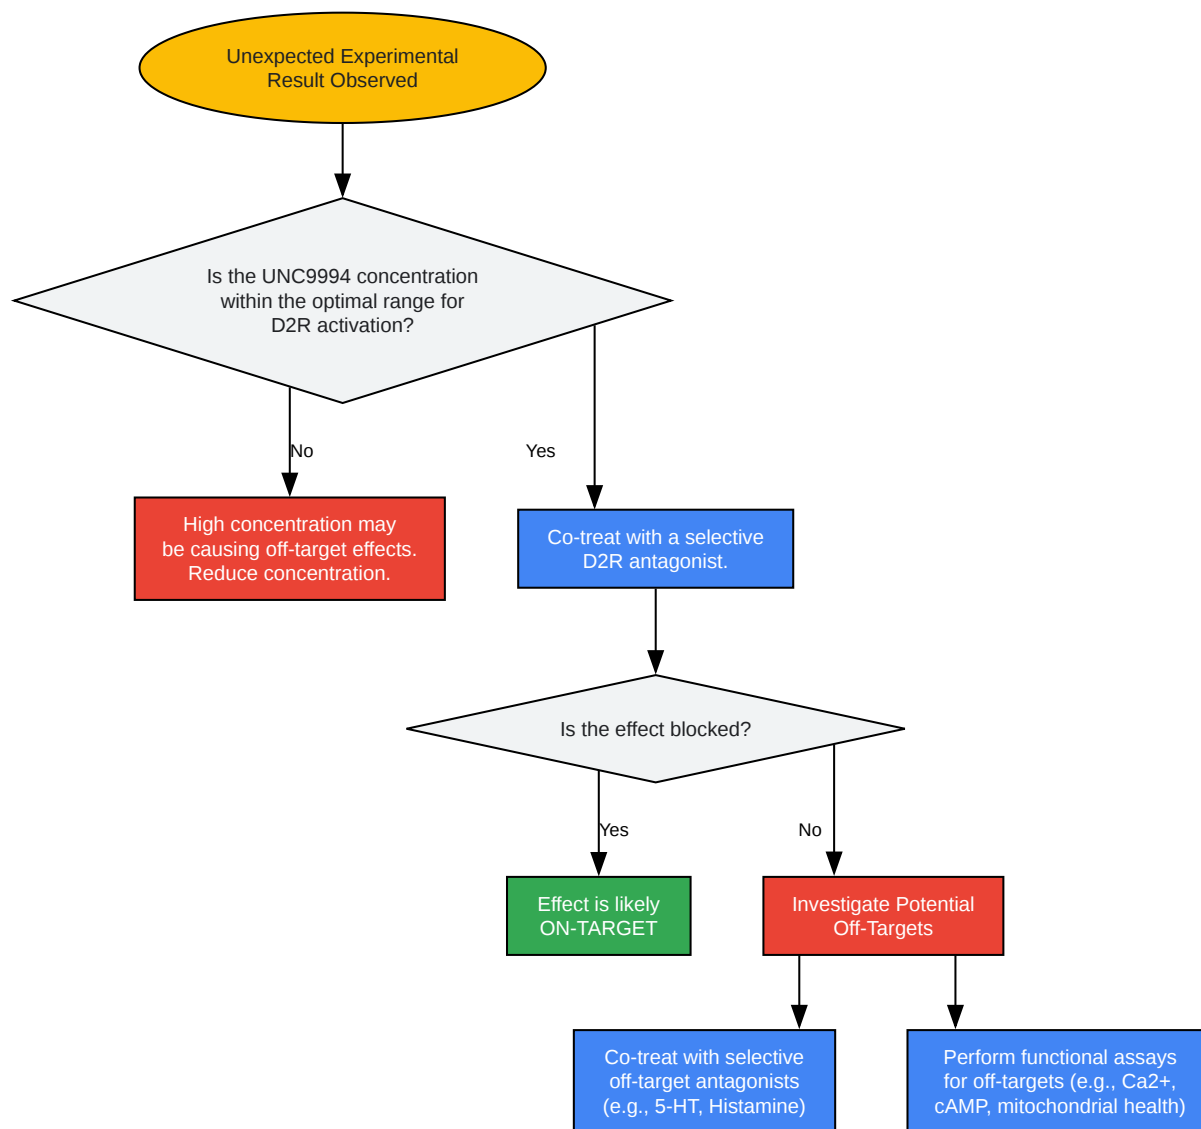 Unexpected Experimental
Result Observed
Is the UNC9994 concentration
within the optimal range for
D2R activation?
No
Yes
High concentration may
be causing off-target effects.
Reduce concentration.
Co-treat with a selective
D2R antagonist.
Is the effect blocked?
Yes
No
Effect is likely
ON-TARGET
Investigate Potential
Off-Targets
Co-treat with selective
off-target antagonists
(e.g., 5-HT, Histamine)
Perform functional assays
for off-targets (e.g., Ca2+,
cAMP, mitochondrial health)